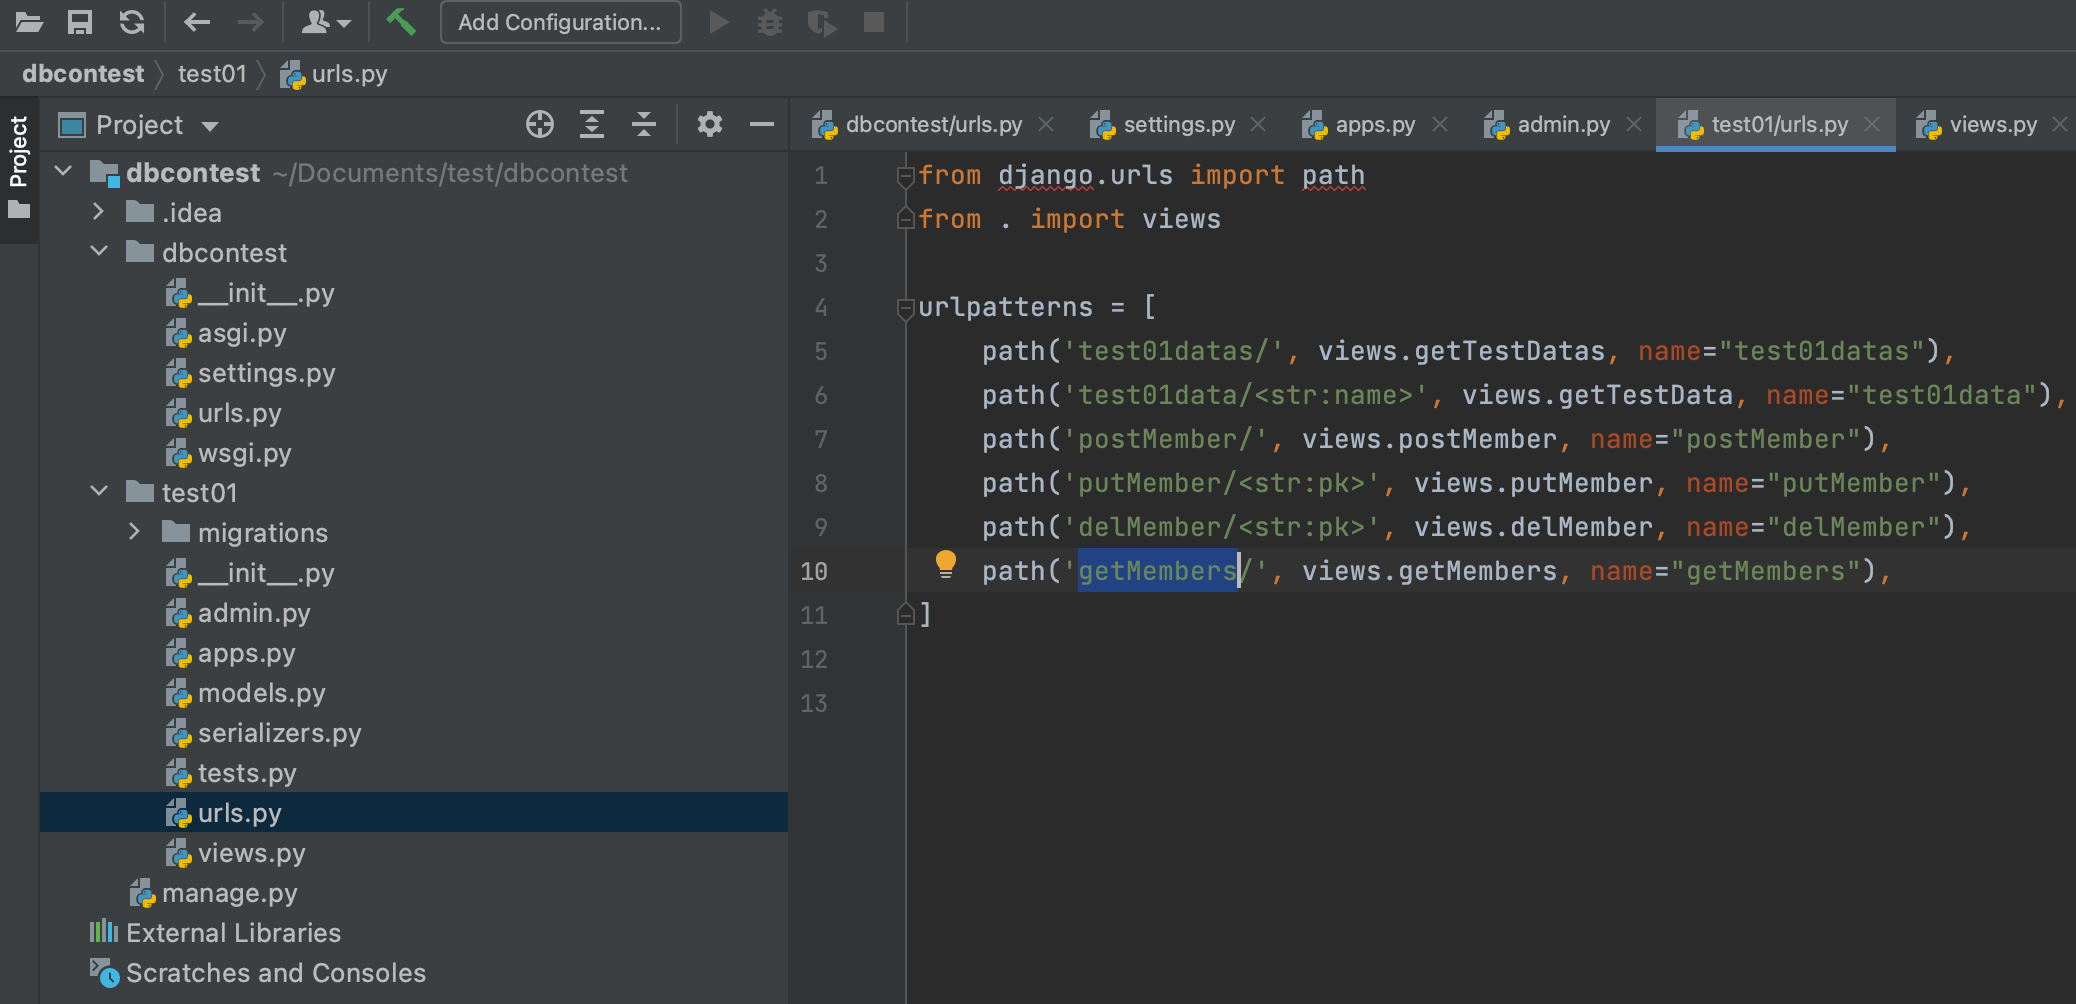 Add Configuration...
dbcontest test01 urls.py
Project
Project
dbcontest/urls.py settings.py apps.py admin.py test01/urls.py views.py
dbcontest ~/Documents/test/dbcontest
.idea
dbcontest
__init__.py
asgi.py
settings.py
urls.py
wsgi.py
test01
migrations
__init__.py
admin.py
apps.py
models.py
serializers.py
tests.py
urls.py
views.py
manage.py
External Libraries
Scratches and Consoles
1 from django.urls import path
2 from . import views
3
4 urlpatterns = [
5 path('test01datas/', views.getTestDatas, name="test01datas"),
6 path('test01data/<str:name>', views.getTestData, name="test01data"),
7 path('postMember/', views.postMember, name="postMember"),
8 path('putMember/<str:pk>', views.putMember, name="putMember"),
9 path('delMember/<str:pk>', views.delMember, name="delMember"),
10 path('getMembers/', views.getMembers, name="getMembers"),
11 ]
12
13